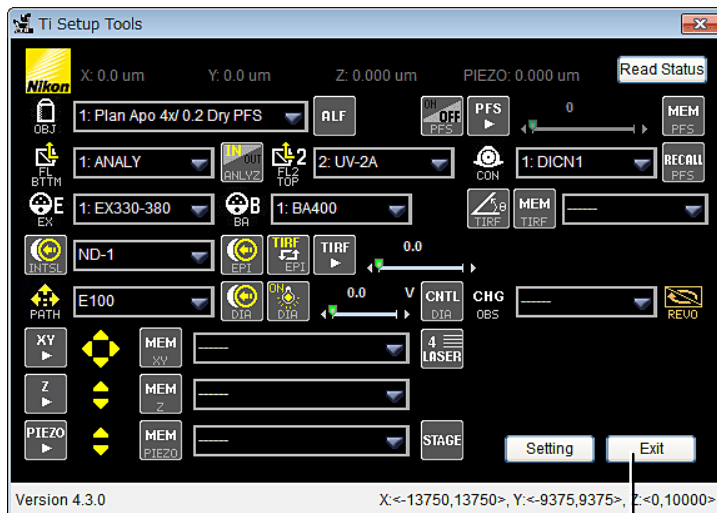 Ti Setup Tools
Nikon X: 0.0 um Y: 0.0 um Z: 0.000 um PIEZO: 0.000 um Read Status
OBJ 1: Plan Apo 4x/ 0.2 Dry PFS ALF ON OFF PFS PFS 0 MEM PFS
FL BTTM 1: ANALY IN OUT ANLYZ 2 FL2 TOP 2: UV-2A CON 1: DICN1 RECALL PFS
E EX 1: EX330-380 B BA 1: BA400 θ TIRF MEM TIRF -----
INTSL ND-1 EPI TIRF EPI TIRF 0.0
PATH E100 DIA ON DIA 0.0 V CNTL DIA CHG OBS ----- REVO
XY MEM XY ----- 4 LASER
Z MEM Z -----
PIEZO MEM PIEZO ----- STAGE Setting Exit
Version 4.3.0 X:<-13750,13750>, Y:<-9375,9375>, Z:<0,10000>